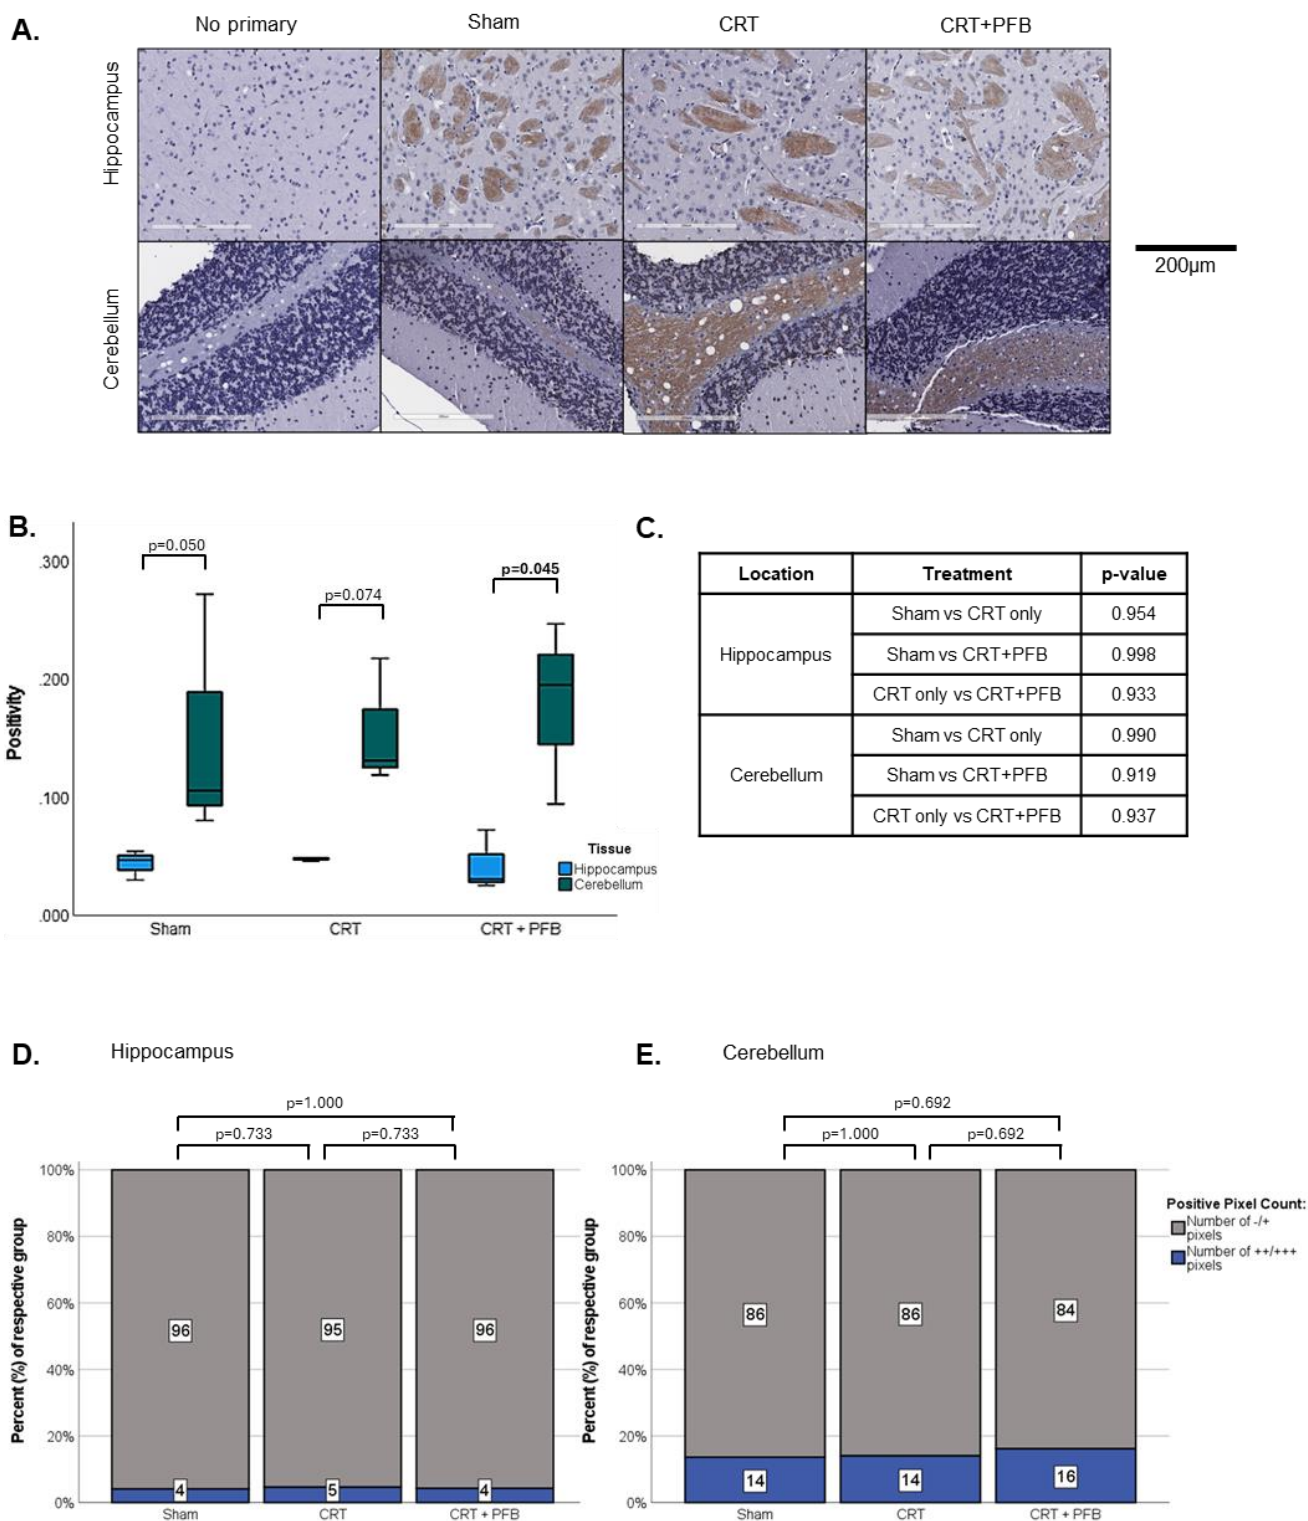 A.
No primary
Sham
CRT
CRT+PFB
Hippocampus
Cerebellum
200µm
B.
p=0.050
p=0.074
p=0.045
.300
.200
.100
.000
Positivity
Tissue
Hippocampus
Cerebellum
Sham
CRT
CRT + PFB
C.
Location Treatment p-value
Hippocampus
Sham vs CRT only 0.954
Sham vs CRT+PFB 0.998
CRT only vs CRT+PFB 0.933
Cerebellum
Sham vs CRT only 0.990
Sham vs CRT+PFB 0.919
CRT only vs CRT+PFB 0.937
D.
Hippocampus
p=1.000
p=0.733
p=0.733
100%
80%
60%
40%
20%
0%
Percent (%) of respective group
96
95
96
4
5
4
Sham
CRT
CRT + PFB
E.
Cerebellum
p=0.692
p=1.000
p=0.692
100%
80%
60%
40%
20%
0%
Percent (%) of respective group
86
86
84
14
14
16
Sham
CRT
CRT + PFB
Positive Pixel Count:
Number of -/+
pixels
Number of ++/+++
pixels